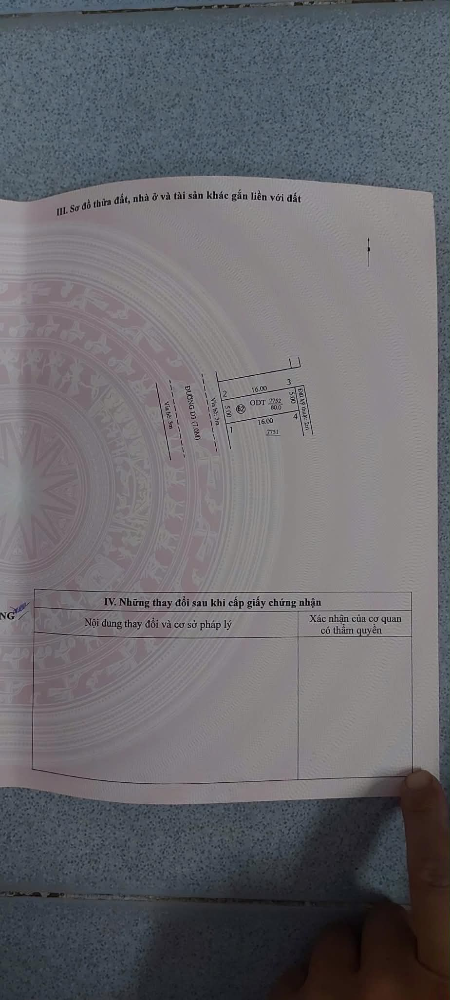 III. Sơ đồ thửa đất, nhà ở và tài sản khác gắn liền với đất
B
Vỉa hè: 3m
ĐƯỜNG D3 (7.0M)
Vỉa hè: 3m
2
16.00
3
5.00
62
ODT 7752
80.0
5.00
Đất kỹ thuật: 2m
1
16.00
4
7751
NG
IV. Những thay đổi sau khi cấp giấy chứng nhận
Nội dung thay đổi và cơ sở pháp lý
Xác nhận của cơ quan
có thẩm quyền